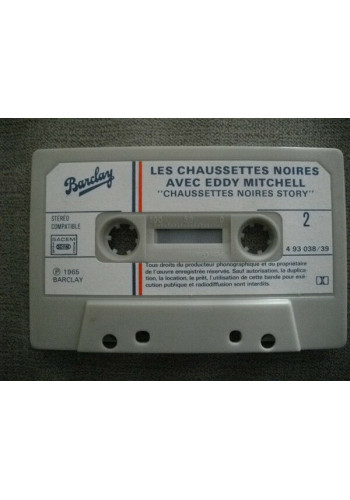 Barclay
LES CHAUSSETTES NOIRES
AVEC EDDY MITCHELL
"CHAUSSETTES NOIRES STORY"
STEREO
COMPATIBLE
2
SACEM
4 93 038/39
℗ 1965
BARCLAY
Tous droits du producteur phonographique et du propriétaire
de l'œuvre enregistrée réservés. Sauf autorisation, la duplica-
tion, la location, le prêt, l'utilisation de cette bande pour exé-
cution publique et radiodiffusion sont interdits.